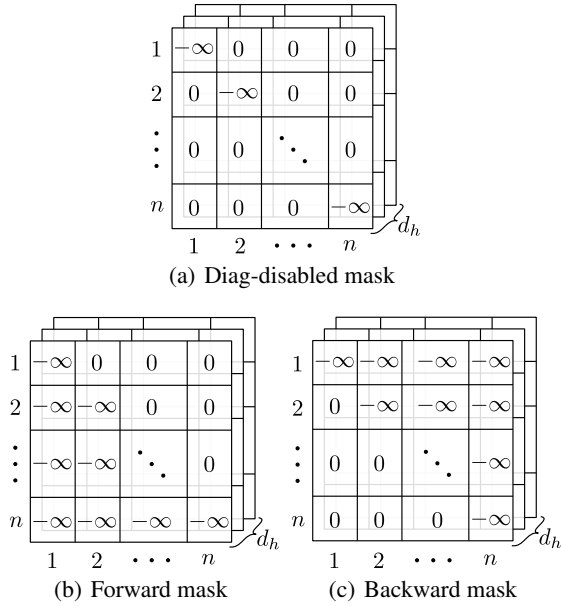 1 −∞ 0 0 0
2 0 −∞ 0 0
⋮ 0 0 ⋱ 0
n 0 0 0 −∞
d_h
1 2 ··· n
(a) Diag-disabled mask
1 −∞ 0 0 0
2 −∞ −∞ 0 0
⋮ −∞ −∞ ⋱ 0
n −∞ −∞ −∞ −∞
d_h
1 2 ··· n
(b) Forward mask
1 −∞ −∞ −∞ −∞
2 0 −∞ −∞ −∞
⋮ 0 0 ⋱ −∞
n 0 0 0 −∞
d_h
1 2 ··· n
(c) Backward mask